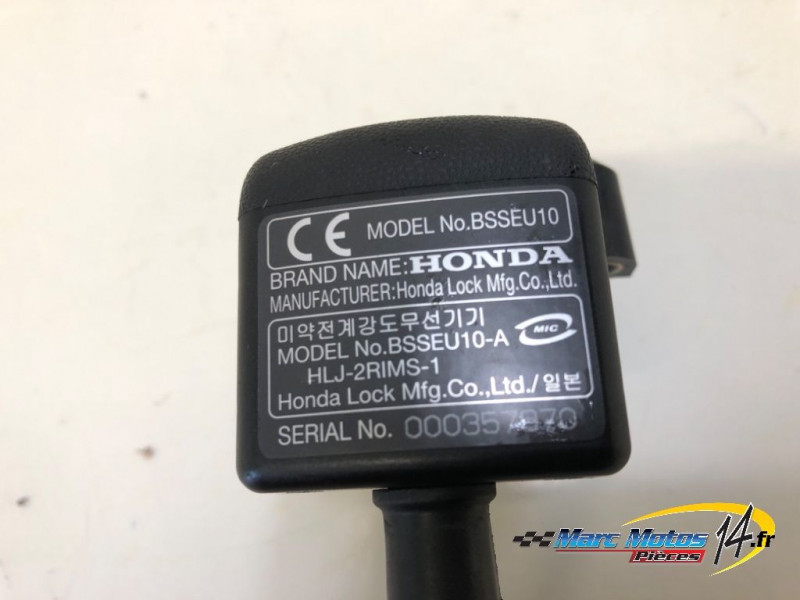 CE MODEL No.BSSEU10
BRAND NAME:HONDA
MANUFACTURER:Honda Lock Mfg.Co.,Ltd.
미약전계강도무선기기
MIC
MODEL No.BSSEU10-A
HLJ-2RIMS-1
Honda Lock Mfg.Co.,Ltd./일본
SERIAL No.
Marc Motos 14.fr
Pièces